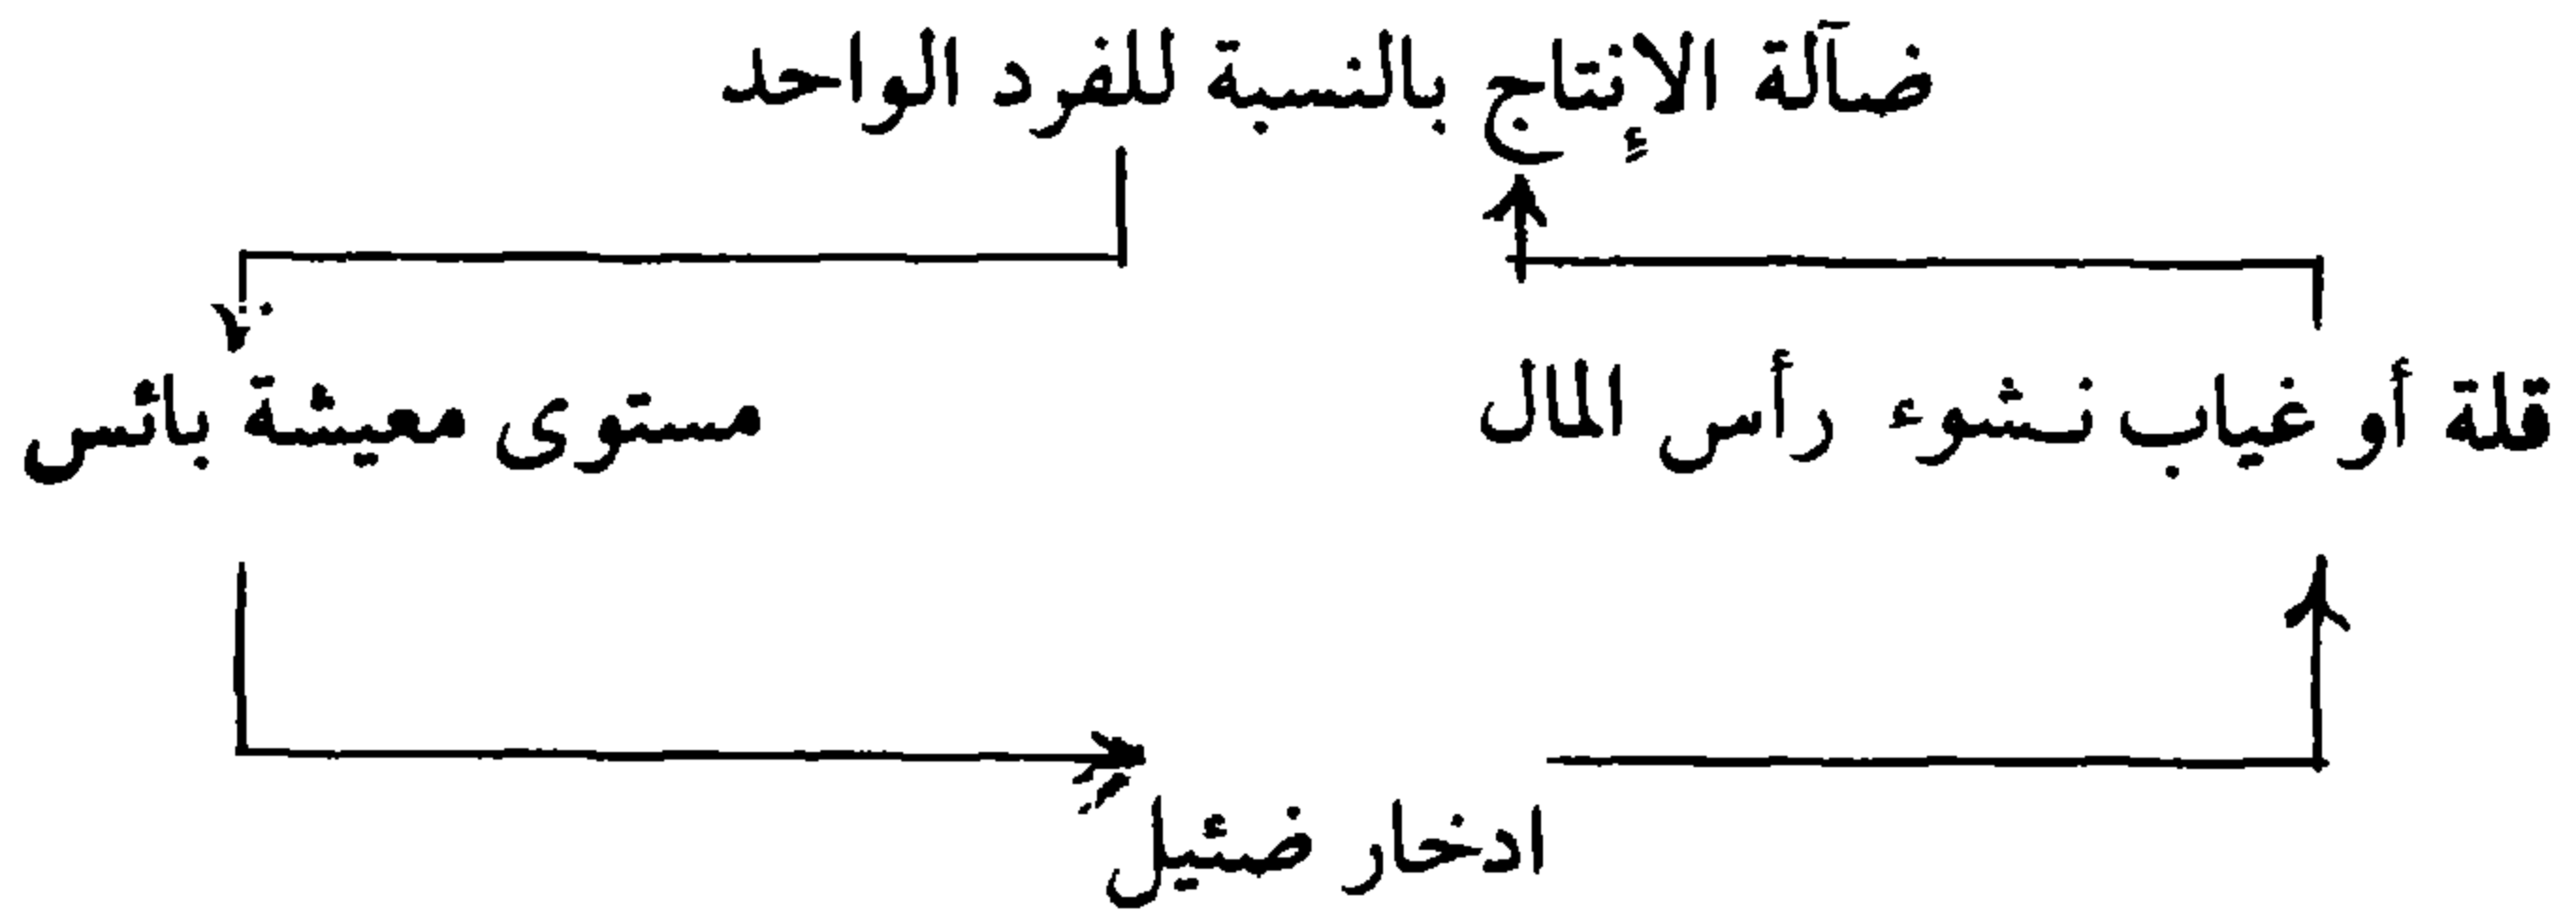 ضآلة الإنتاج بالنسبة للفرد الواحد
قلة أو غياب نشوء رأس المال
مستوى معيشة بائس
ادخار ضئيل